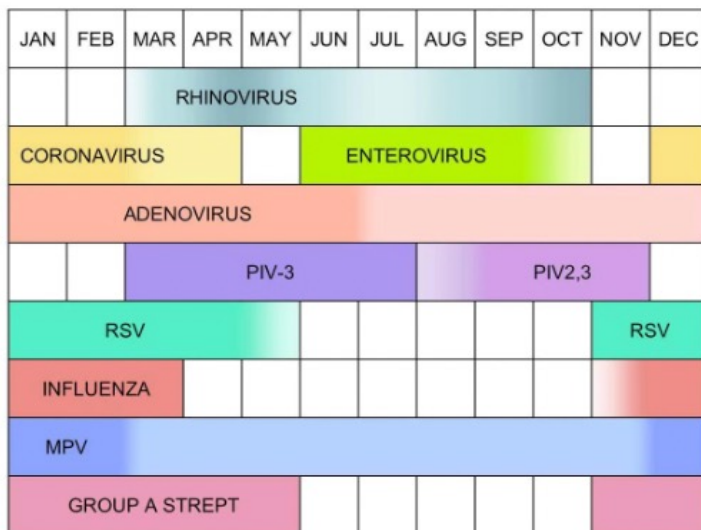 JAN FEB MAR APR MAY JUN JUL AUG SEP OCT NOV DEC
RHINOVIRUS
CORONAVIRUS ENTEROVIRUS
ADENOVIRUS
PIV-3 PIV2,3
RSV RSV
INFLUENZA
MPV
GROUP A STREPT